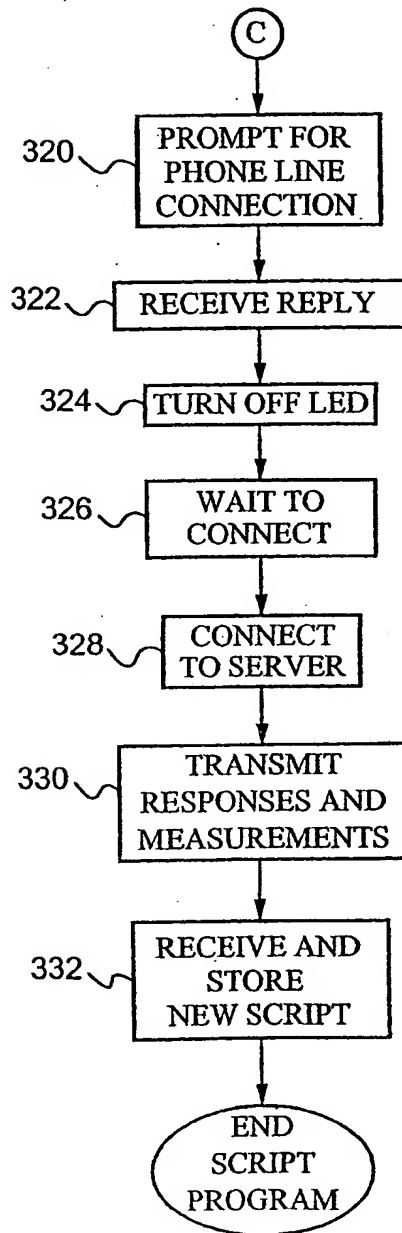 C
320
PROMPT FOR
PHONE LINE
CONNECTION
322
RECEIVE REPLY
324
TURN OFF LED
326
WAIT TO
CONNECT
328
CONNECT
TO SERVER
330
TRANSMIT
RESPONSES AND
MEASUREMENTS
332
RECEIVE AND
STORE
NEW SCRIPT
END
SCRIPT
PROGRAM